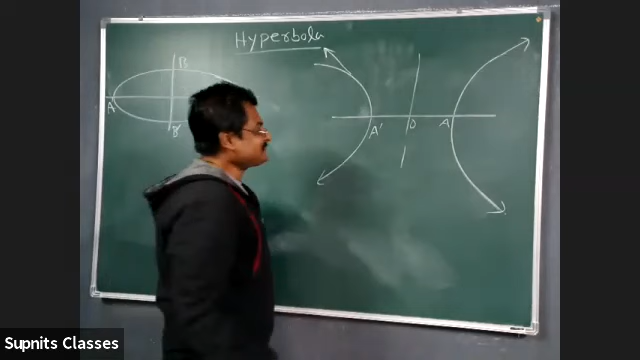 Hyperbola
B
A
B'
A' O A
Supnits Classes